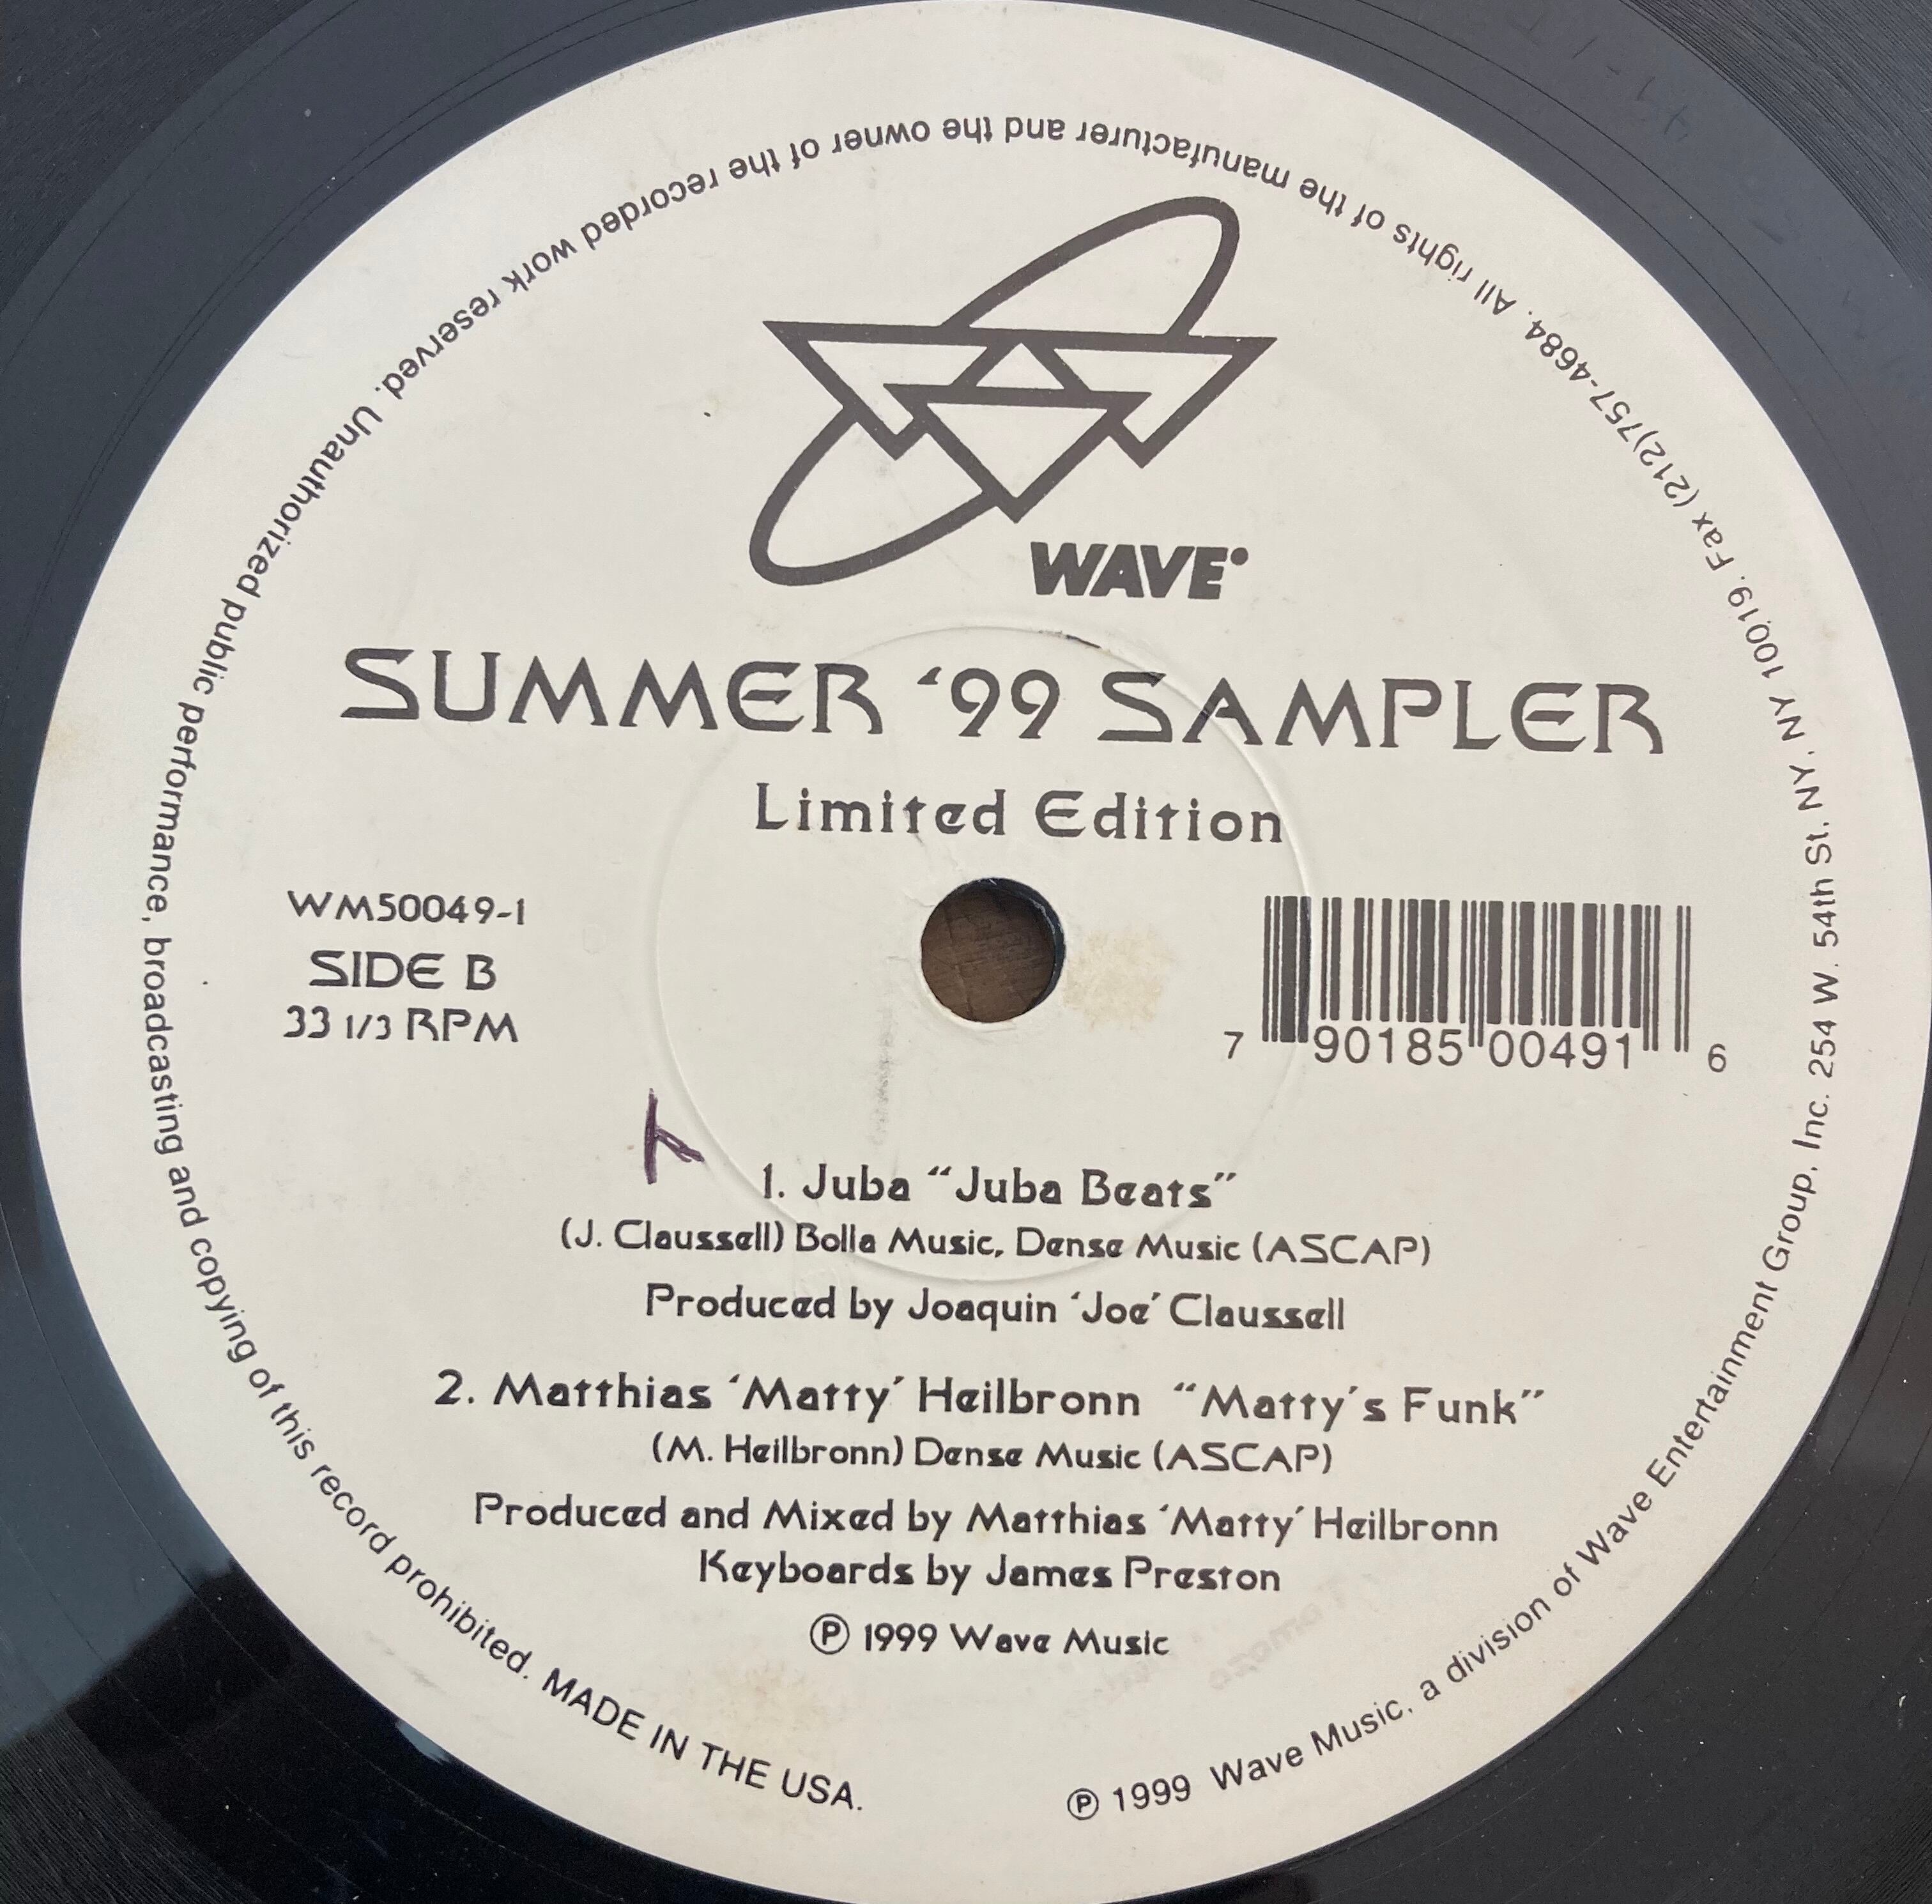 WAVE
SUMMER ‘99 SAMPLER
Limited Edition
WM50049-1
SIDE B
33 1/3 RPM
7 90185 00491 6
1. Juba “Juba Beats”
(J. Claussell) Bolla Music, Dense Music (ASCAP)
Produced by Joaquin ‘Joe’ Claussell
2. Matthias ‘Matty’ Heilbronn “Matty’s Funk”
(M. Heilbronn) Dense Music (ASCAP)
Produced and Mixed by Matthias ‘Matty’ Heilbronn
Keyboards by James Preston
℗ 1999 Wave Music
℗ 1999 Wave Music, a division of Wave Entertainment Group, Inc. 254 W. 54th St. NY, NY 10019. Fax (212)757-4684. All rights of the manufacturer and the owner of the recorded work reserved. Unauthorized public performance, broadcasting and copying of this record prohibited. MADE IN THE USA.